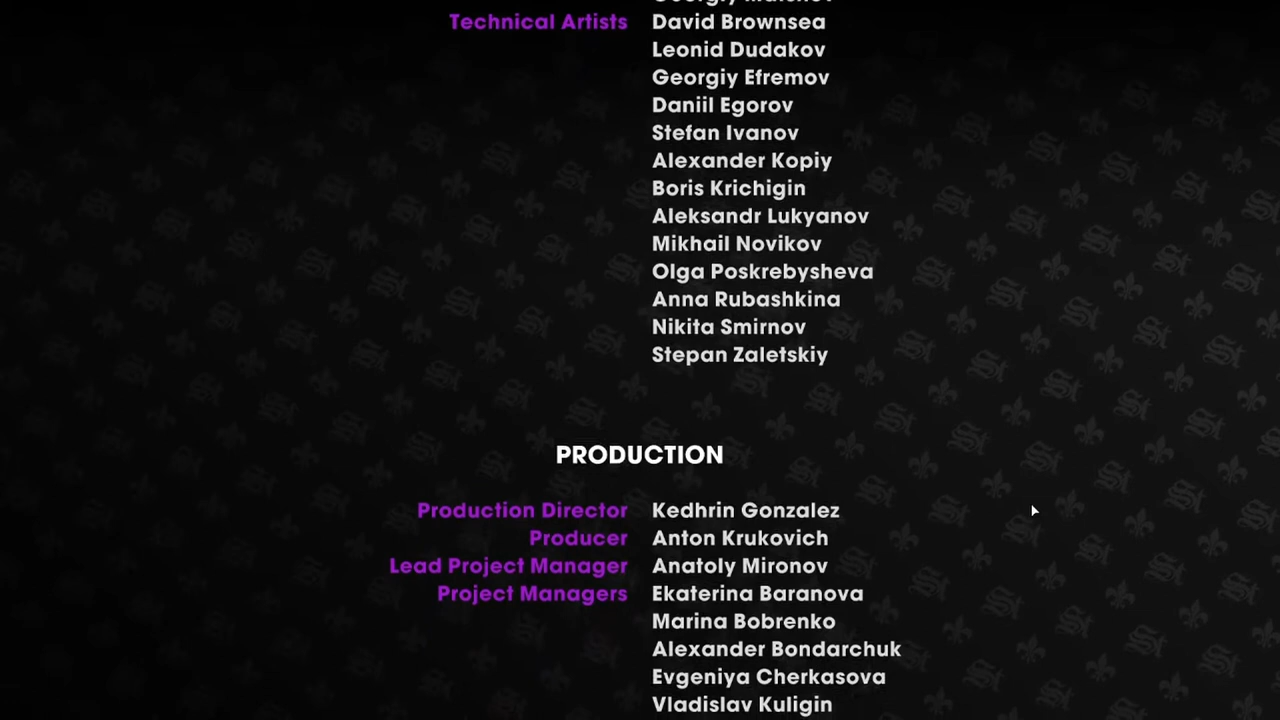 Technical Artists David Brownsea
Leonid Dudakov
Georgiy Efremov
Daniil Egorov
Stefan Ivanov
Alexander Kopiy
Boris Krichigin
Aleksandr Lukyanov
Mikhail Novikov
Olga Poskrebysheva
Anna Rubashkina
Nikita Smirnov
Stepan Zaletskiy
PRODUCTION
Production Director Kedhrin Gonzalez
Producer Anton Krukovich
Lead Project Manager Anatoly Mironov
Project Managers Ekaterina Baranova
Marina Bobrenko
Alexander Bondarchuk
Evgeniya Cherkasova
Vladislav Kuligin